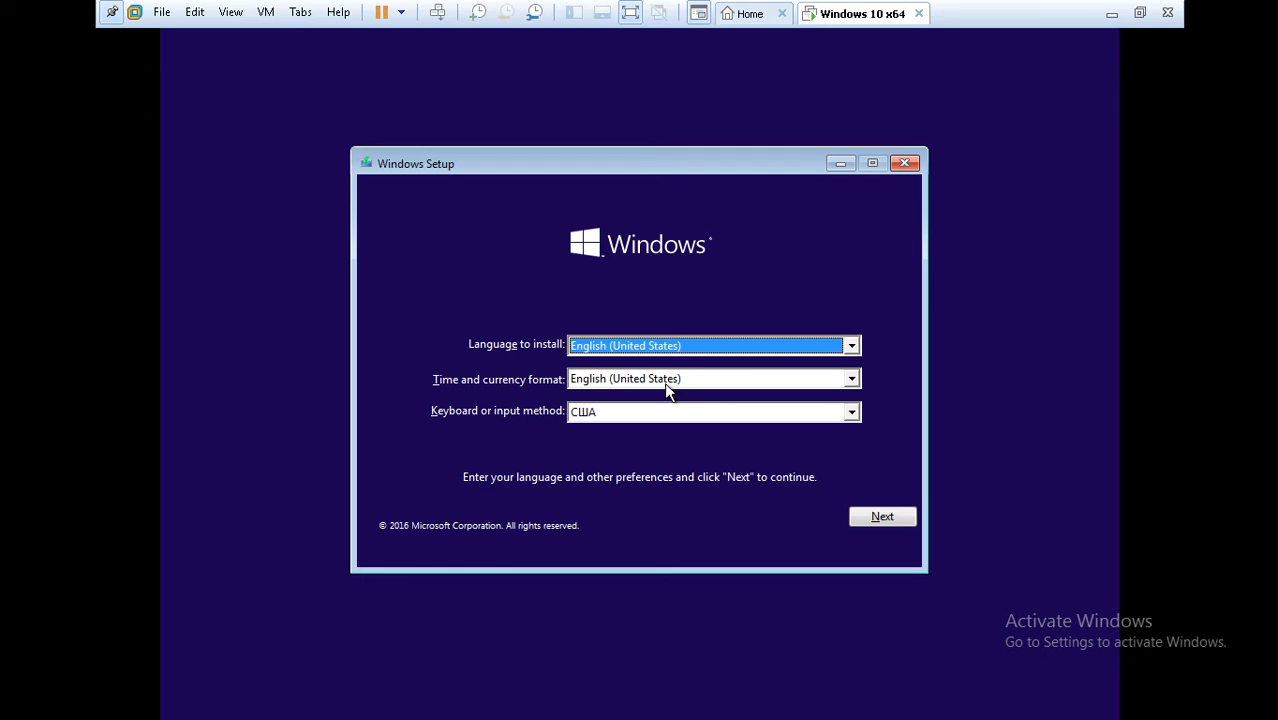 File Edit View VM Tabs Help Home Windows 10 x64
Windows Setup
Windows
Language to install: English (United States)
Time and currency format: English (United States)
Keyboard or input method: США
Enter your language and other preferences and click "Next" to continue.
Next
© 2016 Microsoft Corporation. All rights reserved.
Activate Windows
Go to Settings to activate Windows.